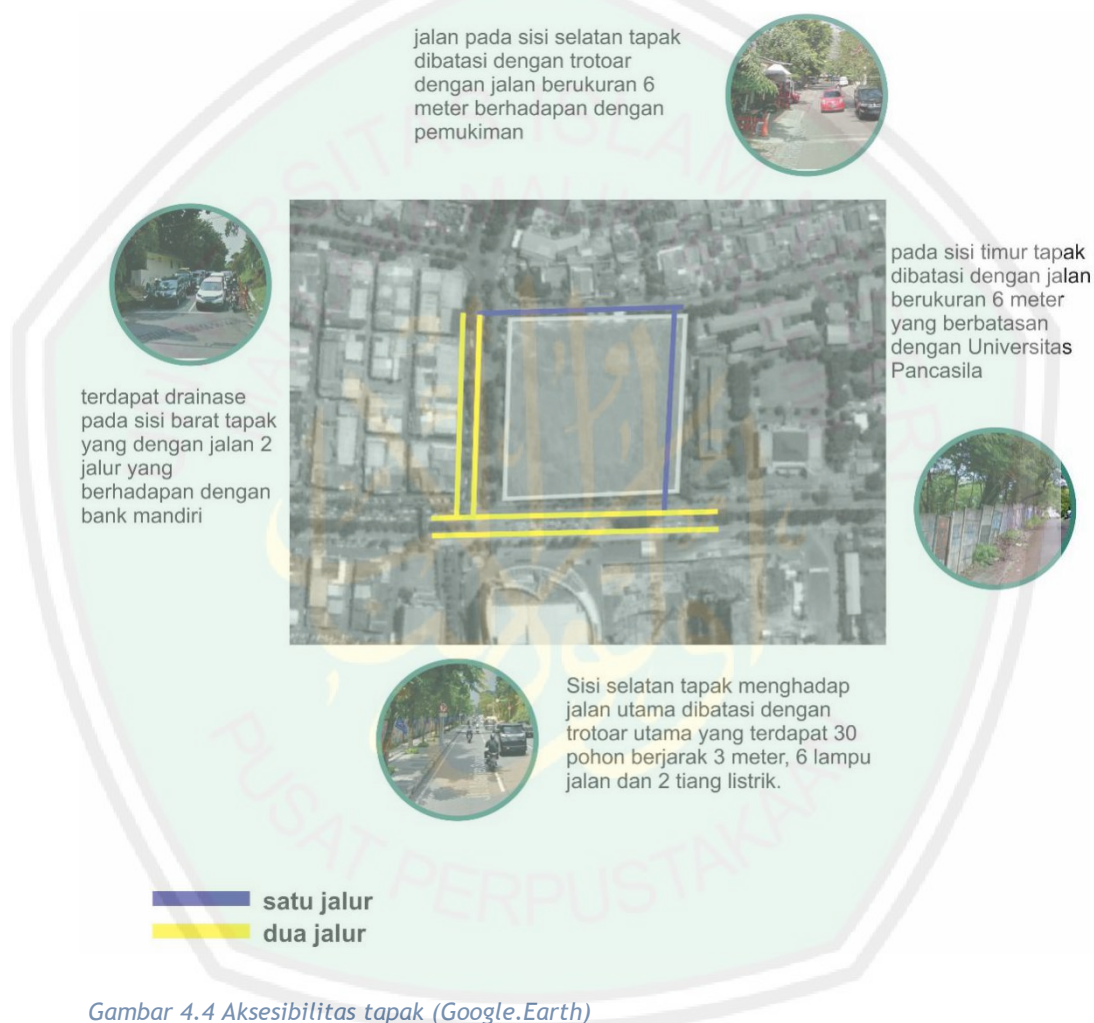 jalan pada sisi selatan tapak
dibatasi dengan trotoar
dengan jalan berukuran 6
meter berhadapan dengan
pemukiman
pada sisi timur tapak
dibatasi dengan jalan
berukuran 6 meter
yang berbatasan
dengan Universitas
Pancasila
terdapat drainase
pada sisi barat tapak
yang dengan jalan 2
jalur yang
berhadapan dengan
bank mandiri
Sisi selatan tapak menghadap
jalan utama dibatasi dengan
trotoar utama yang terdapat 30
pohon berjarak 3 meter, 6 lampu
jalan dan 2 tiang listrik.
satu jalur
dua jalur
Gambar 4.4 Aksesibilitas tapak (Google.Earth)
PUSAT PERPUSTAKAAN